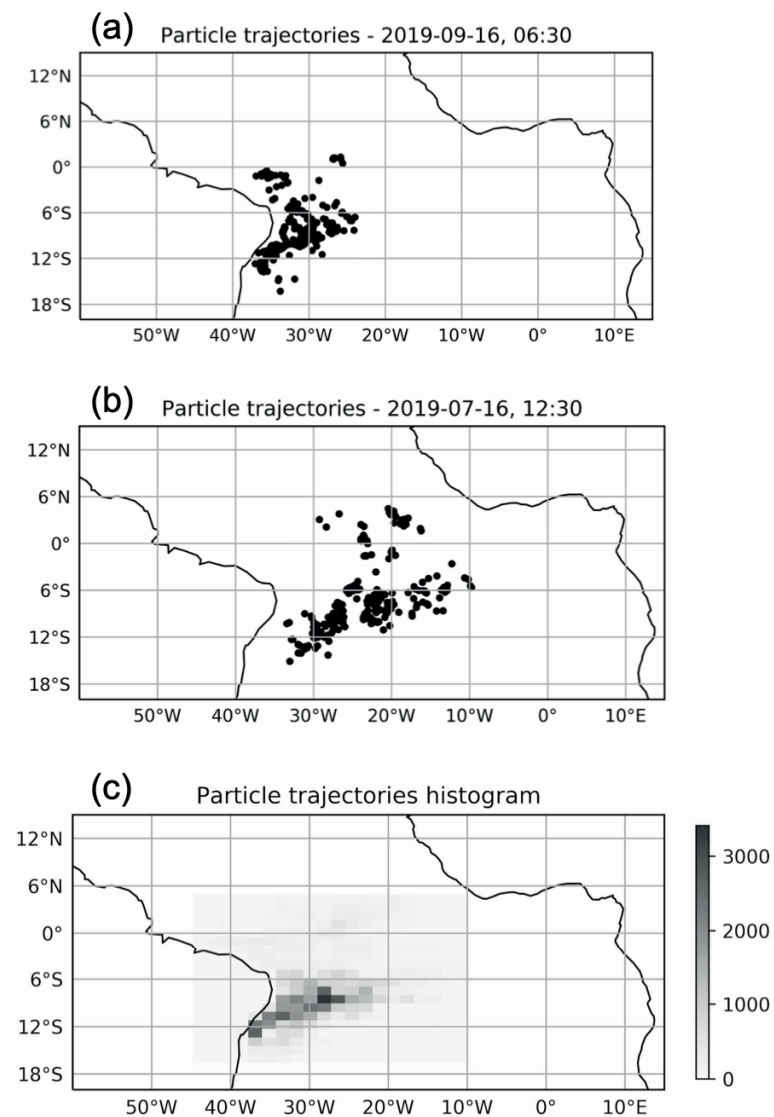 (a)
Particle trajectories - 2019-09-16, 06:30
12°N
6°N
0°
6°S
12°S
18°S
50°W 40°W 30°W 20°W 10°W 0° 10°E
(b)
Particle trajectories - 2019-07-16, 12:30
12°N
6°N
0°
6°S
12°S
18°S
50°W 40°W 30°W 20°W 10°W 0° 10°E
(c)
Particle trajectories histogram
12°N
6°N
0°
6°S
12°S
18°S
50°W 40°W 30°W 20°W 10°W 0° 10°E
3000
2000
1000
0